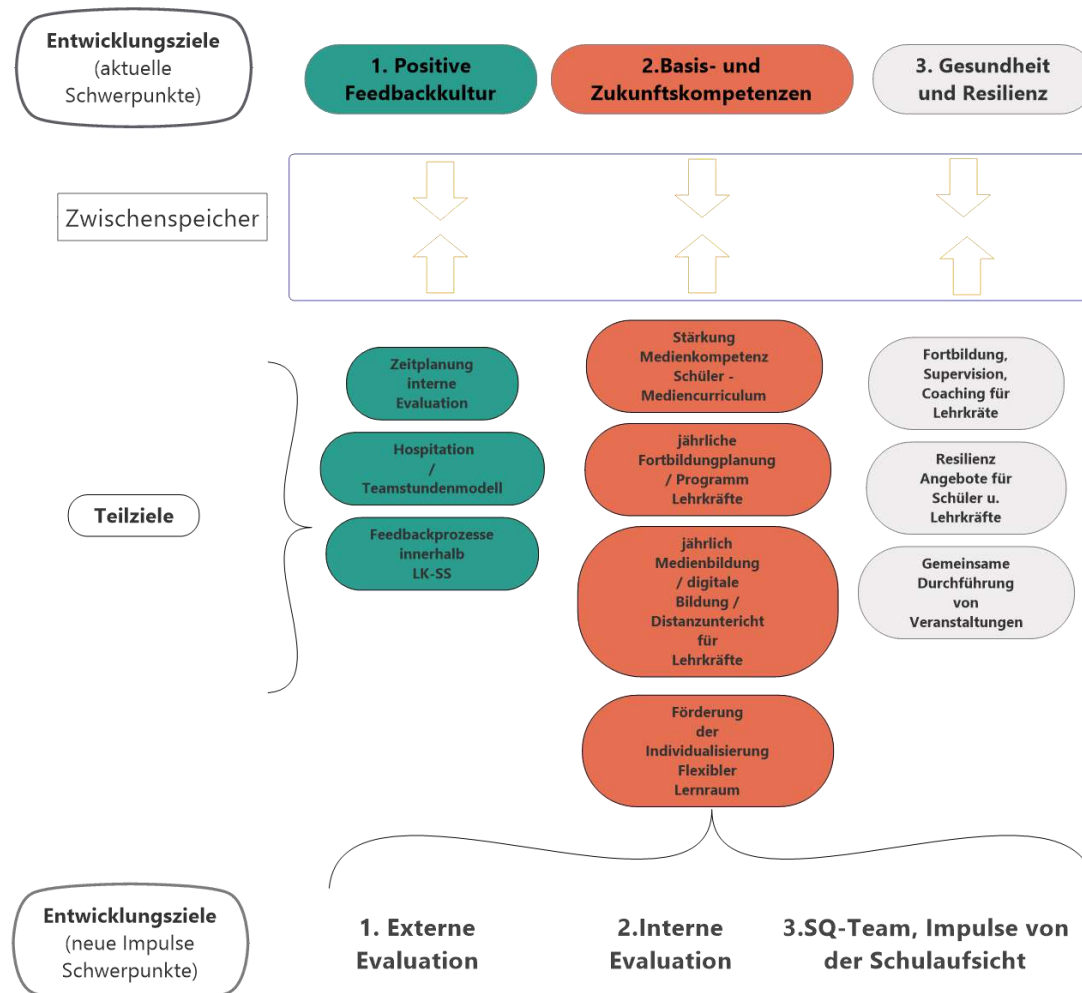 Entwicklungsziele
(aktuelle
Schwerpunkte)
1. Positive
Feedbackkultur
2.Basis- und
Zukunftskompetenzen
3. Gesundheit
und Resilienz
Zwischenspeicher
Teilziele
Zeitplanung
interne
Evaluation
Hospitation
/
Teamstundenmodell
Feedbackprozesse
innerhalb
LK-SS
Stärkung
Medienkompetenz
Schüler -
Mediencurriculum
jährliche
Fortbildungplanung
/ Programm
Lehrkräfte
jährlich
Medienbildung
/ digitale
Bildung /
Distanzunterricht
für
Lehrkräfte
Förderung
der
Individualisierung
Flexibler
Lernraum
Fortbildung,
Supervision,
Coaching für
Lehrkräte
Resilienz
Angebote für
Schüler u.
Lehrkräfte
Gemeinsame
Durchführung
von
Veranstaltungen
Entwicklungsziele
(neue Impulse
Schwerpunkte)
1. Externe
Evaluation
2.Interne
Evaluation
3.SQ-Team, Impulse von
der Schulaufsicht